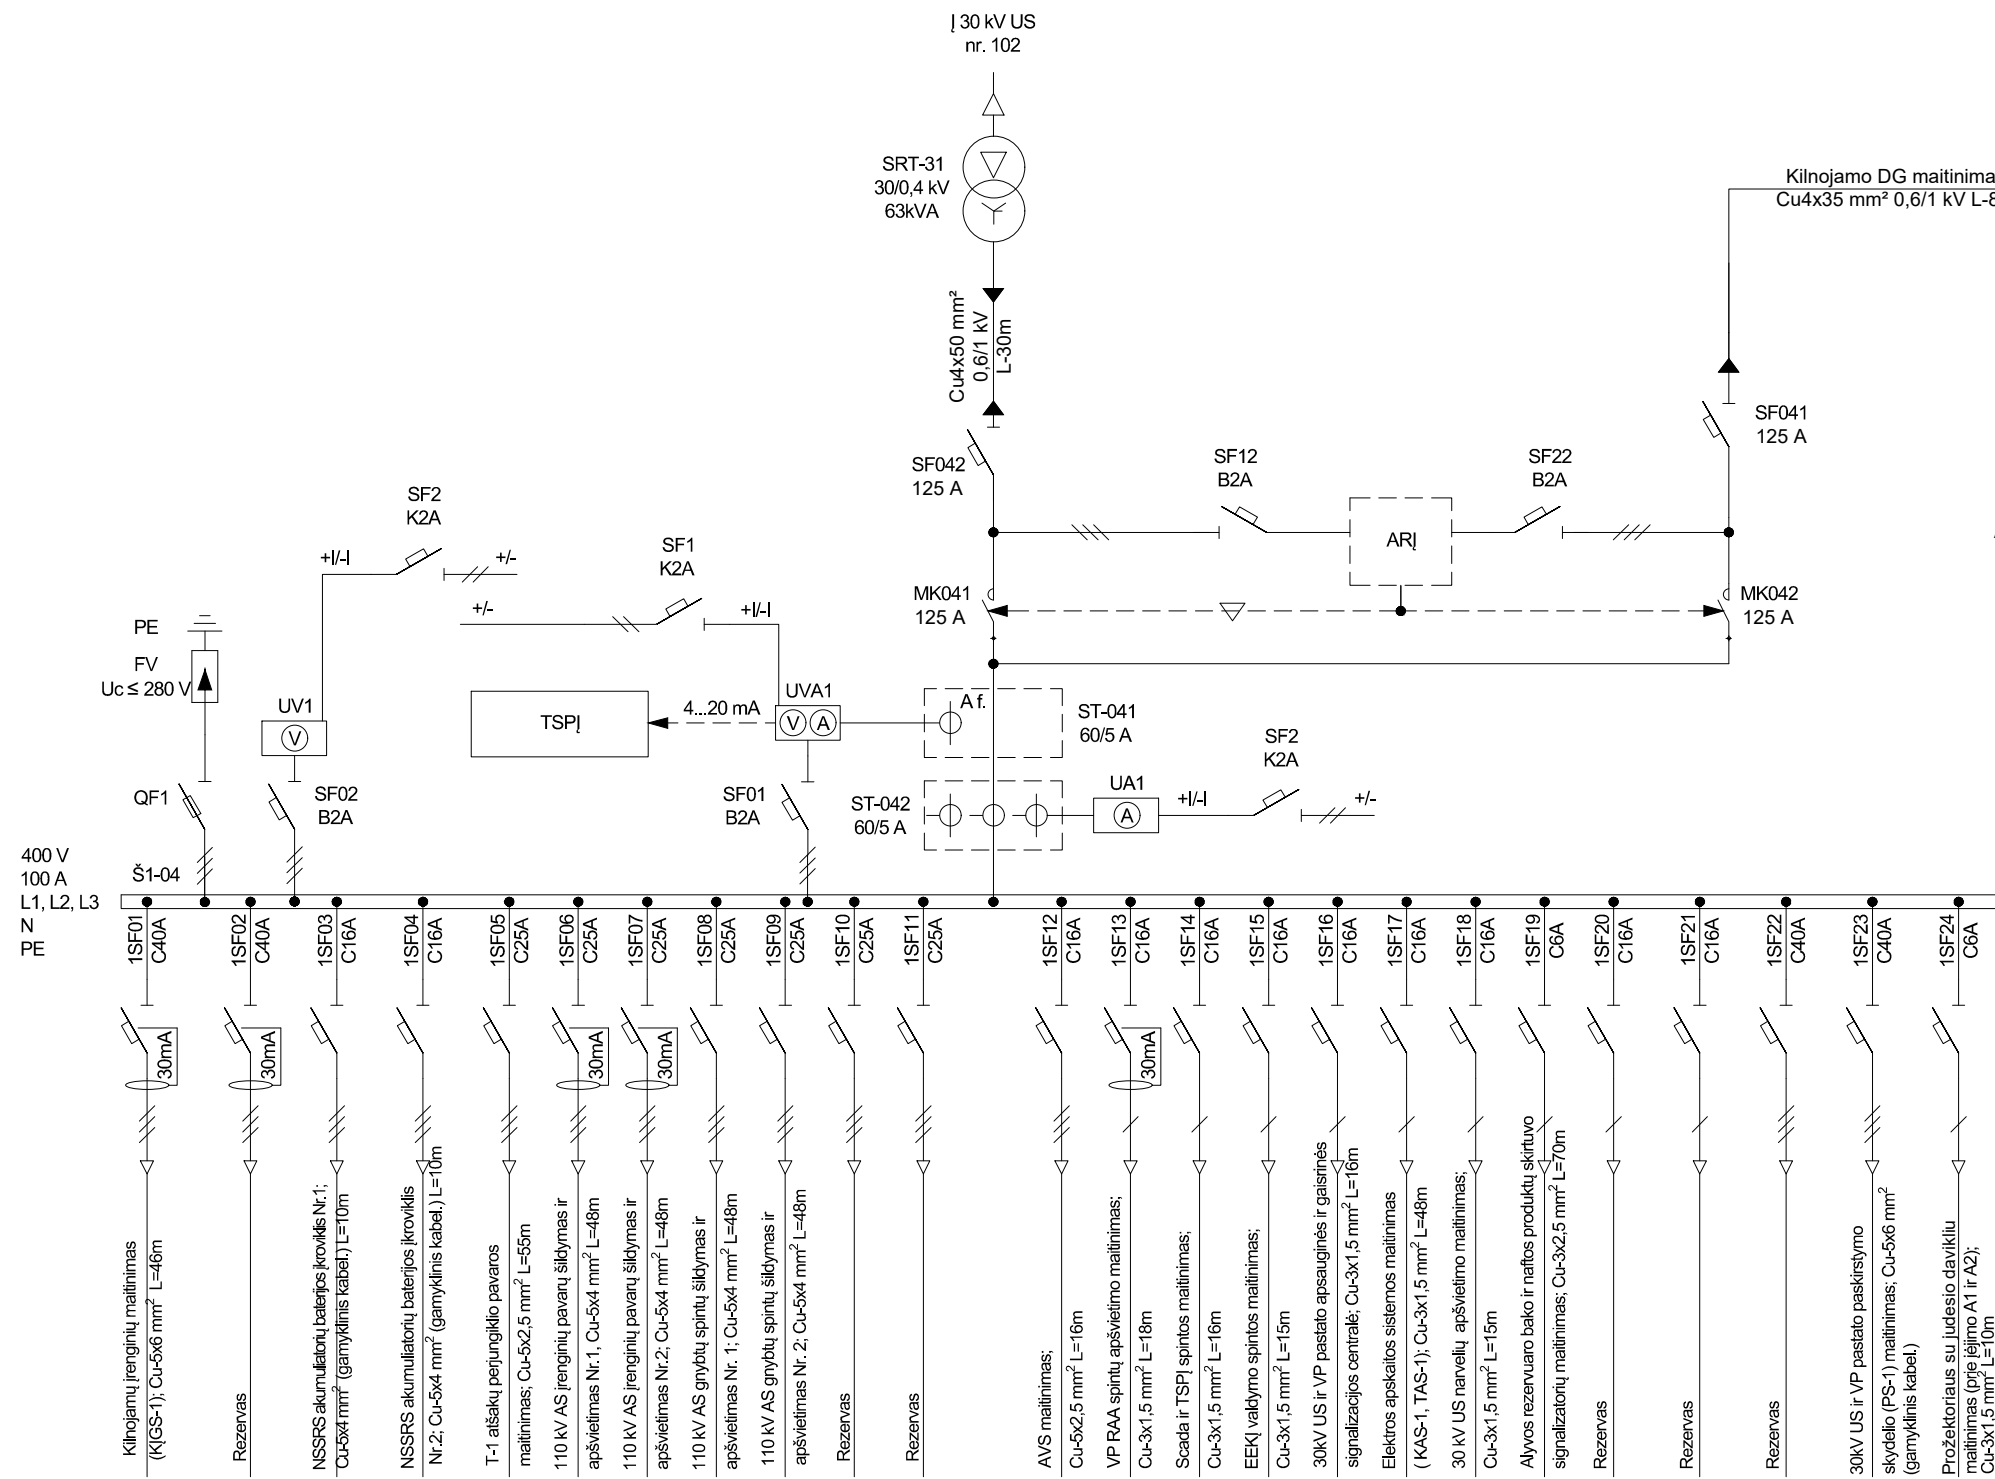 Į 30 kV US
nr. 102
SRT-31
30/0,4 kV
63kVA
Kilnojamo DG maitinima
Cu4x35 mm² 0,6/1 kV L-8
Cu4x50 mm²
0,6/1 kV
L-30m
SF041
125 A
SF042
125 A
SF12
B2A
SF22
B2A
ARĮ
SF2
K2A
+I/-I
+/-
SF1
K2A
+/-
+I/-I
MK041
125 A
MK042
125 A
PE
FV
Uc ≤ 280 V
UV1
V
TSPĮ
4...20 mA
UVA1
V A
A f.
ST-041
60/5 A
SF2
K2A
QF1
SF02
B2A
SF01
B2A
ST-042
60/5 A
UA1
A
+I/-I
+/-
400 V
100 A
L1, L2, L3
N
PE
Š1-04
1SF01
C40A
1SF02
C40A
1SF03
C16A
1SF04
C16A
1SF05
C25A
1SF06
C25A
1SF07
C25A
1SF08
C25A
1SF09
C25A
1SF10
C25A
1SF11
C25A
1SF12
C16A
1SF13
C16A
1SF14
C16A
1SF15
C16A
1SF16
C16A
1SF17
C16A
1SF18
C16A
1SF19
C6A
1SF20
C16A
1SF21
C16A
1SF22
C40A
1SF23
C40A
1SF24
C6A
30mA
30mA
30mA
30mA
30mA
Kilnojamų įrenginių maitinimas
(KĮGS-1); Cu-5x6 mm² L=46m
Rezervas
NSSRS akumuliatorių baterijos įkroviklis Nr.1;
Cu-5x4 mm² (gamyklinis kabel.) L=10m
NSSRS akumuliatorių baterijos įkroviklis
Nr.2; Cu-5x4 mm² (gamyklinis kabel.) L=10m
T-1 atšakų perjungiklio pavaros
maitinimas; Cu-5x2,5 mm² L=55m
110 kV AS įrenginių pavarų šildymas ir
apšvietimas Nr.1, Cu-5x4 mm² L=48m
110 kV AS įrenginių pavarų šildymas ir
apšvietimas Nr.2; Cu-5x4 mm² L=48m
110 kV AS gnybtų spintų šildymas ir
apšvietimas Nr. 1; Cu-5x4 mm² L=48m
110 kV AS gnybtų spintų šildymas ir
apšvietimas Nr. 2; Cu-5x4 mm² L=48m
Rezervas
Rezervas
AVS maitinimas;
Cu-5x2,5 mm² L=16m
VP RAA spintų apšvietimo maitinimas;
Cu-3x1,5 mm² L=18m
Scada ir TSPĮ spintos maitinimas;
Cu-3x1,5 mm² L=16m
EEKĮ valdymo spintos maitinimas;
Cu-3x1,5 mm² L=15m
30kV US ir VP pastato apsauginės ir gaisrinės
signalizacijos centralė; Cu-3x1,5 mm² L=16m
Elektros apskaitos sistemos maitinimas
( KAS-1, TAS-1); Cu-3x1,5 mm² L=48m
30 kV US narvelių apšvietimo maitinimas;
Cu-3x1,5 mm² L=15m
Alyvos rezervuaro bako ir naftos produktų skirtuvo
signalizatorių maitinimas; Cu-3x2,5 mm² L=70m
Rezervas
Rezervas
Rezervas
30kV US ir VP pastato paskirstymo
skydelio (PS-1) maitinimas; Cu-5x6 mm²
(gamyklinis kabel.)
Prožektoriaus su judesio davikliu
maitinimas (prie įėjimo A1 ir A2);
Cu-3x1,5 mm² L=10m